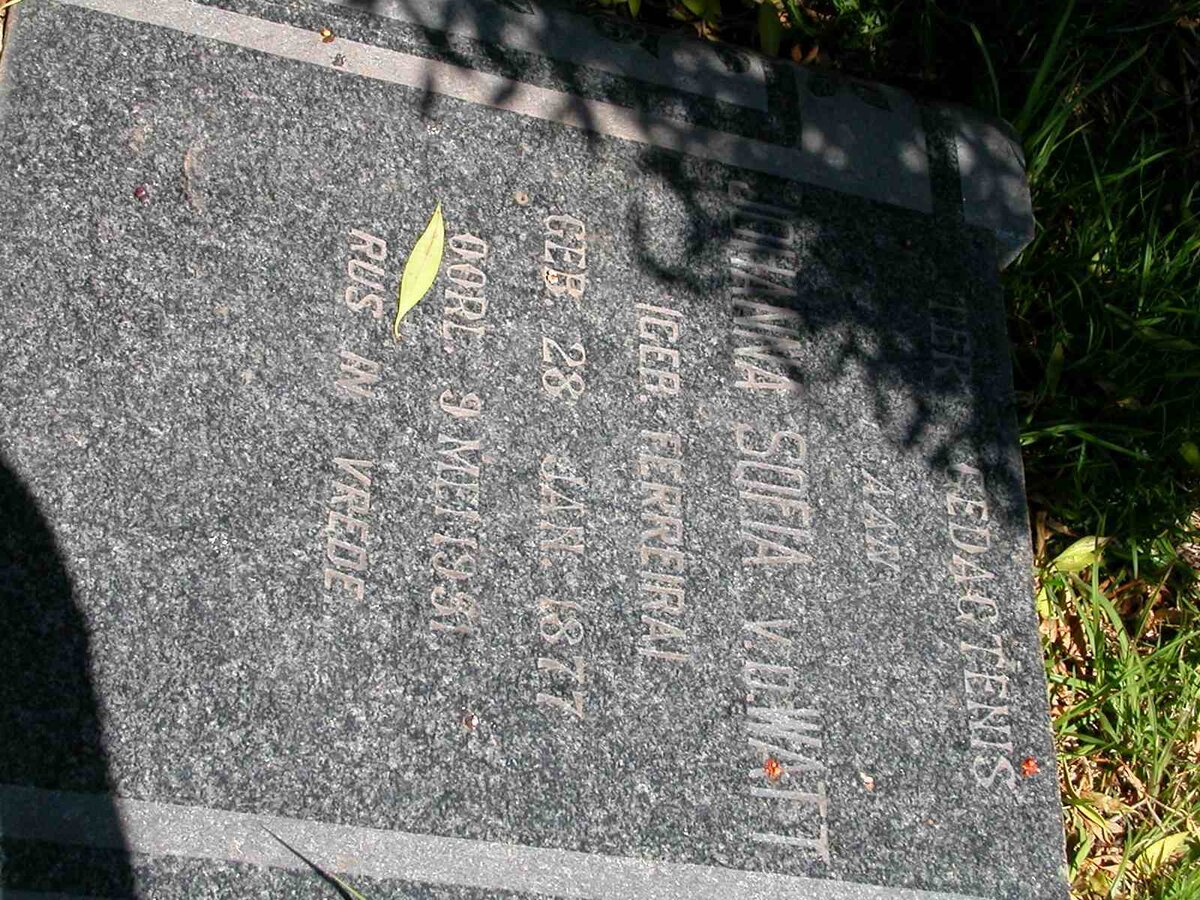 TER GEDAGTENIS
AAN
JOHANNA SOFIA V.D. WATT
(GEB. FERREIRA)
GEB. 28 JAN. 1877
OORL. 9 MEI 1951
RUS IN VREDE